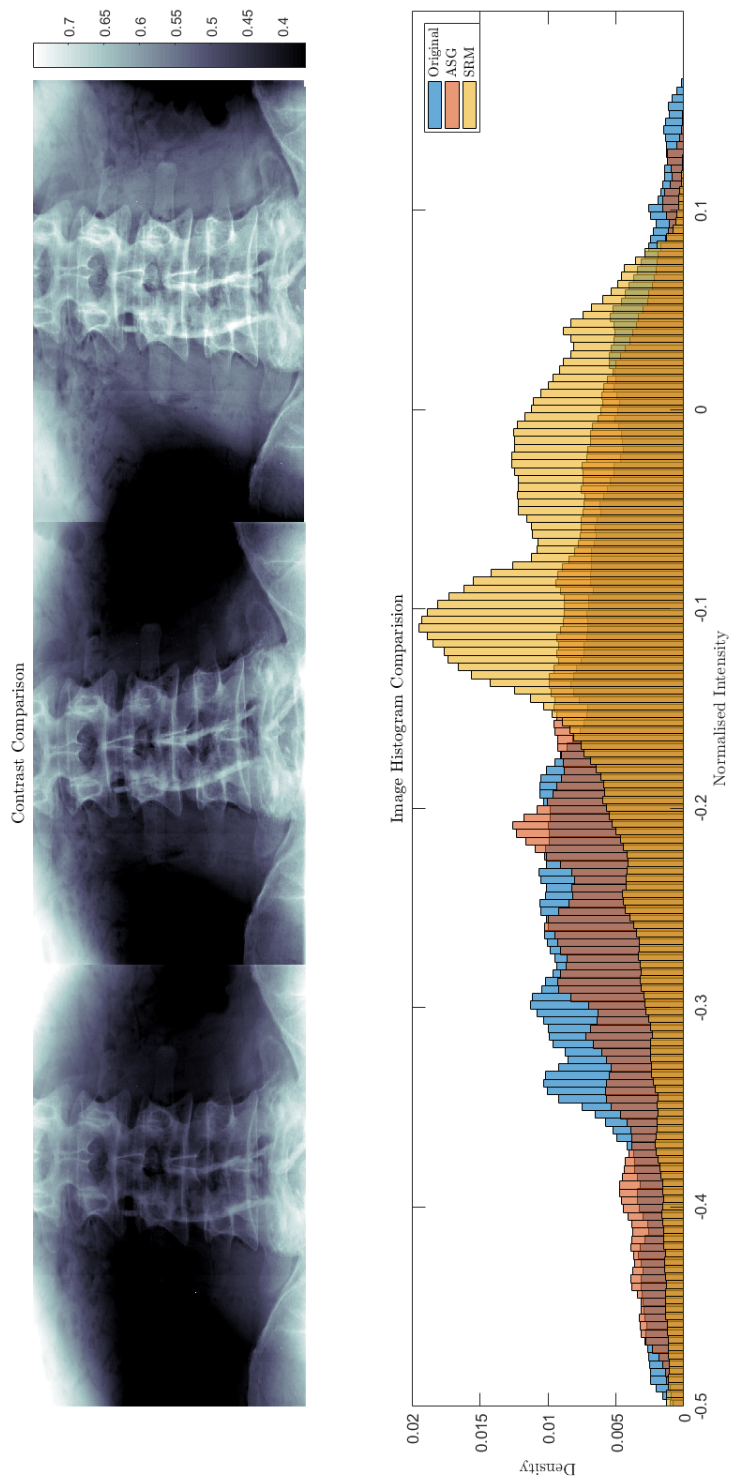 Contrast Comparison
0.7
0.65
0.6
0.55
0.5
0.45
0.4
Image Histogram Comparision
Original
ASG
SRM
Density
0.02
0.015
0.01
0.005
0
-0.5
-0.4
-0.3
-0.2
-0.1
0
0.1
Normalised Intensity